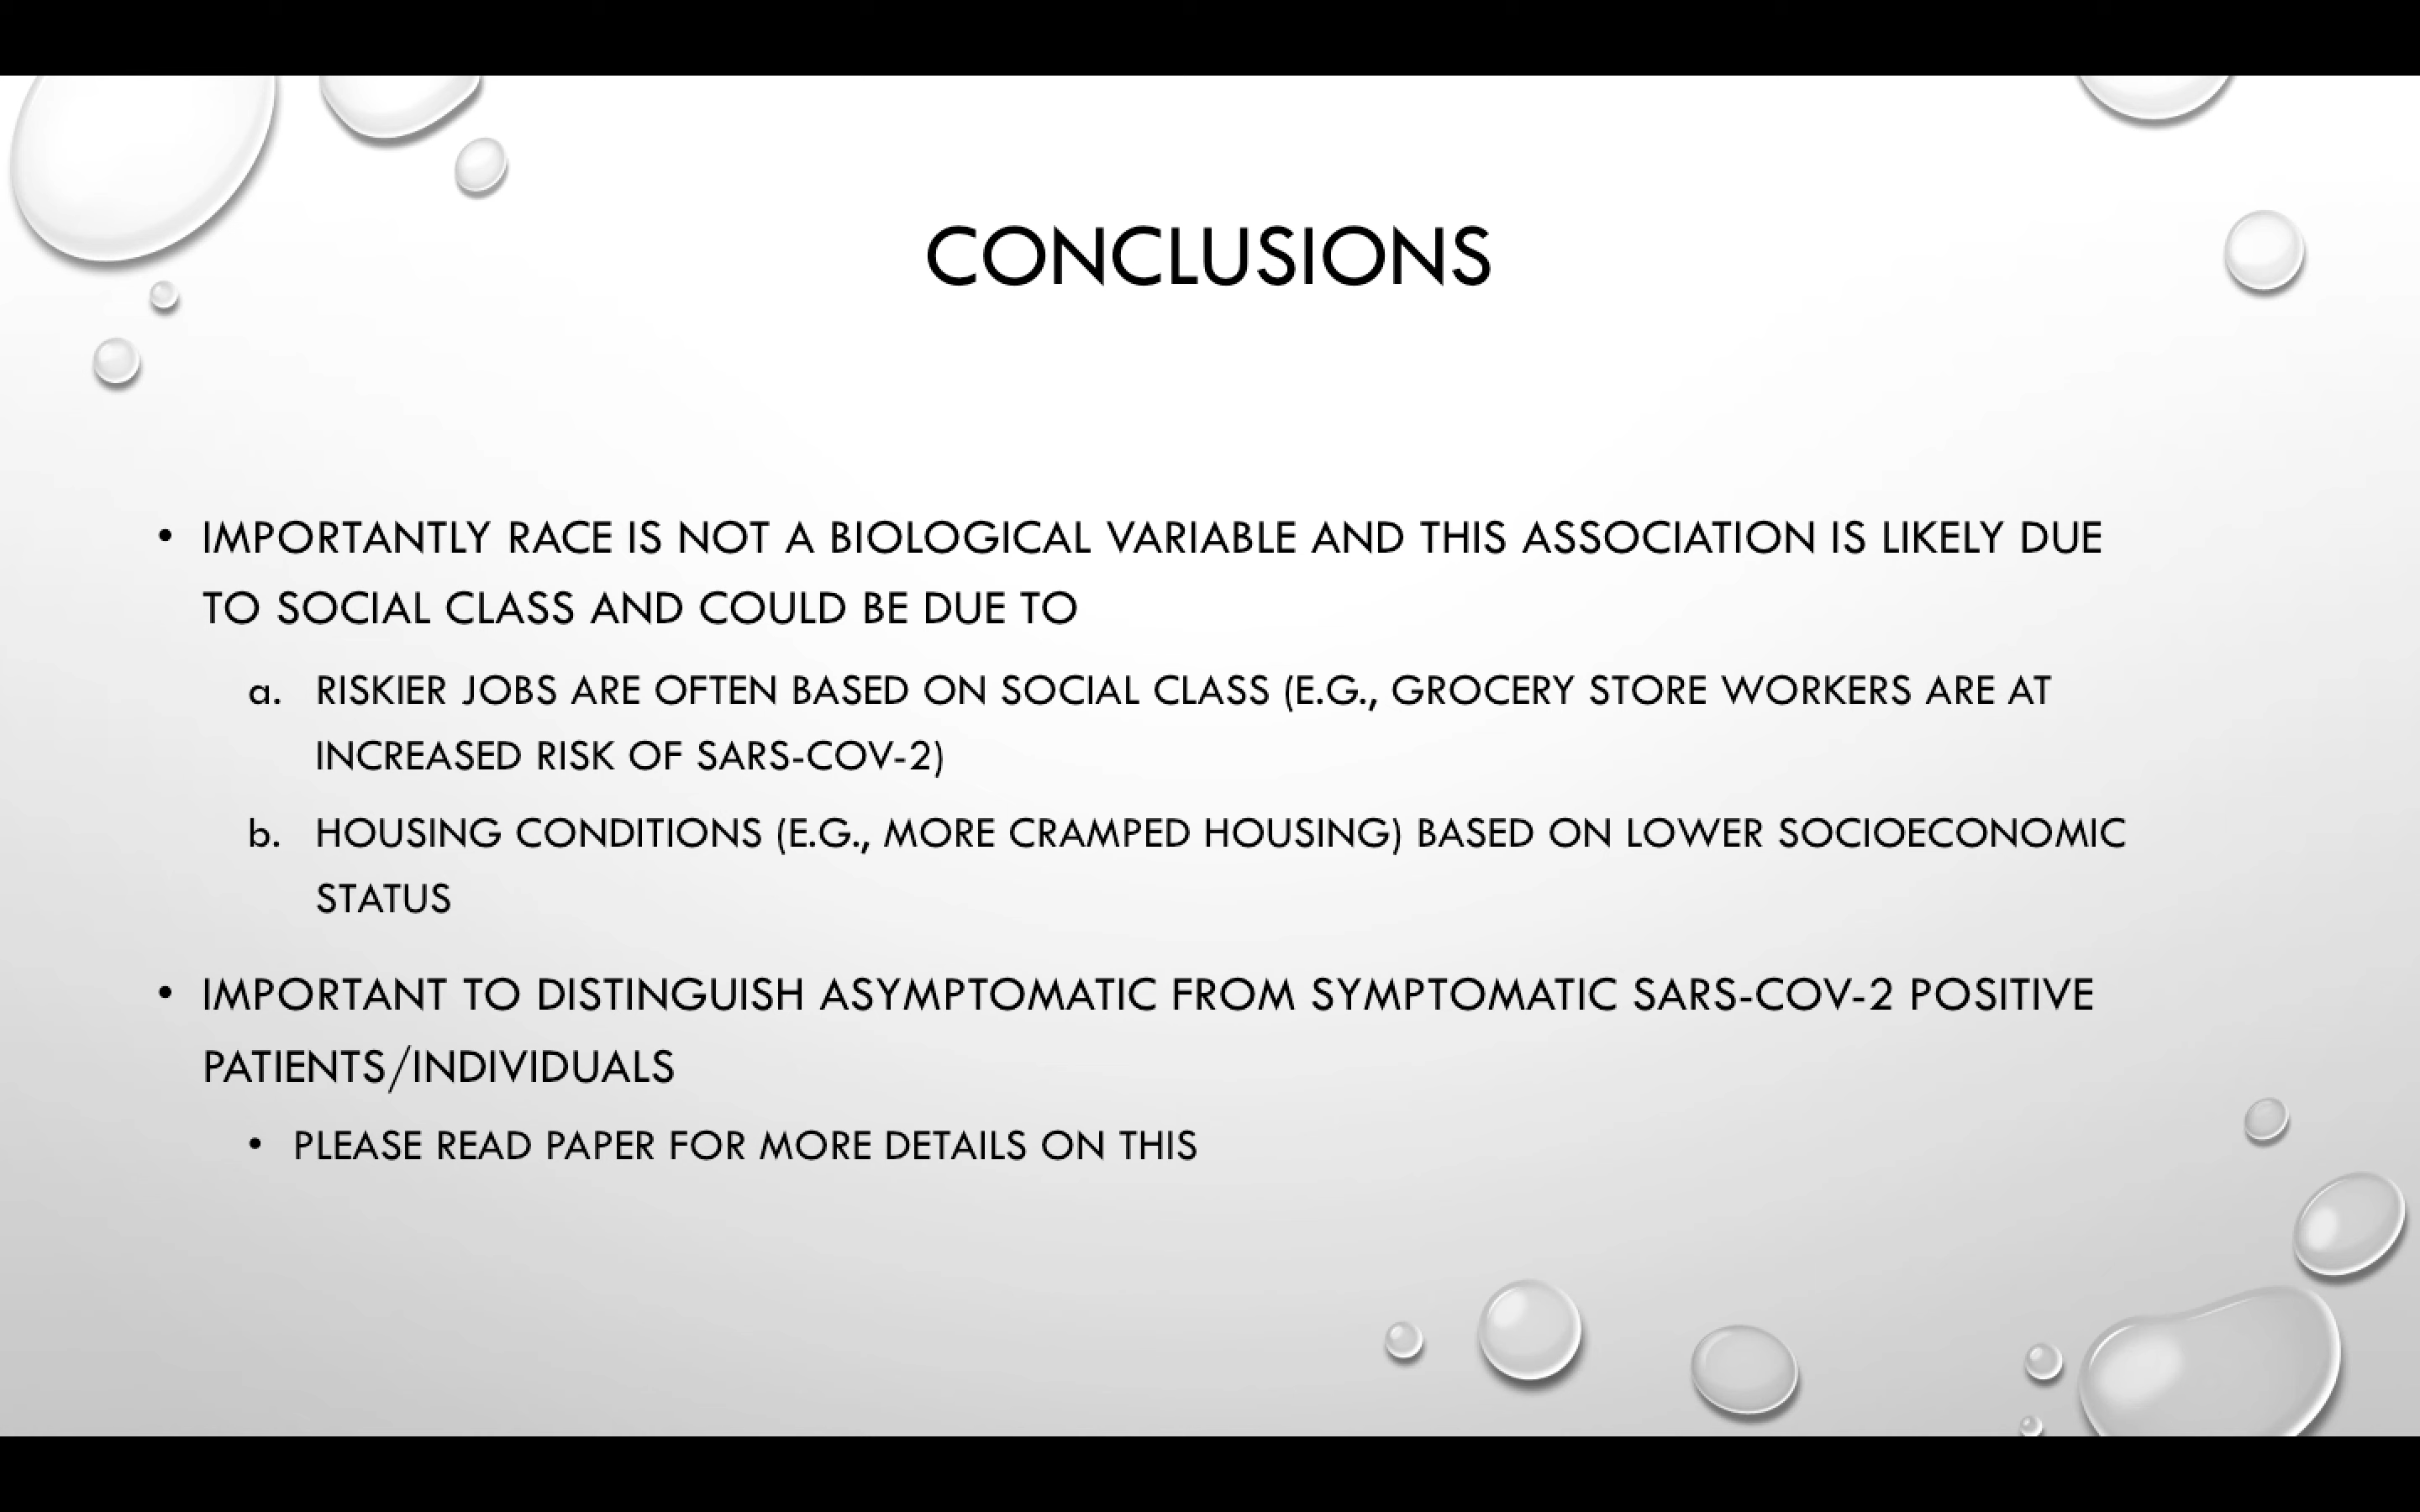 CONCLUSIONS
• IMPORTANTLY RACE IS NOT A BIOLOGICAL VARIABLE AND THIS ASSOCIATION IS LIKELY DUE
TO SOCIAL CLASS AND COULD BE DUE TO
a. RISKIER JOBS ARE OFTEN BASED ON SOCIAL CLASS (E.G., GROCERY STORE WORKERS ARE AT
INCREASED RISK OF SARS-COV-2)
b. HOUSING CONDITIONS (E.G., MORE CRAMPED HOUSING) BASED ON LOWER SOCIOECONOMIC
STATUS
• IMPORTANT TO DISTINGUISH ASYMPTOMATIC FROM SYMPTOMATIC SARS-COV-2 POSITIVE
PATIENTS/INDIVIDUALS
• PLEASE READ PAPER FOR MORE DETAILS ON THIS